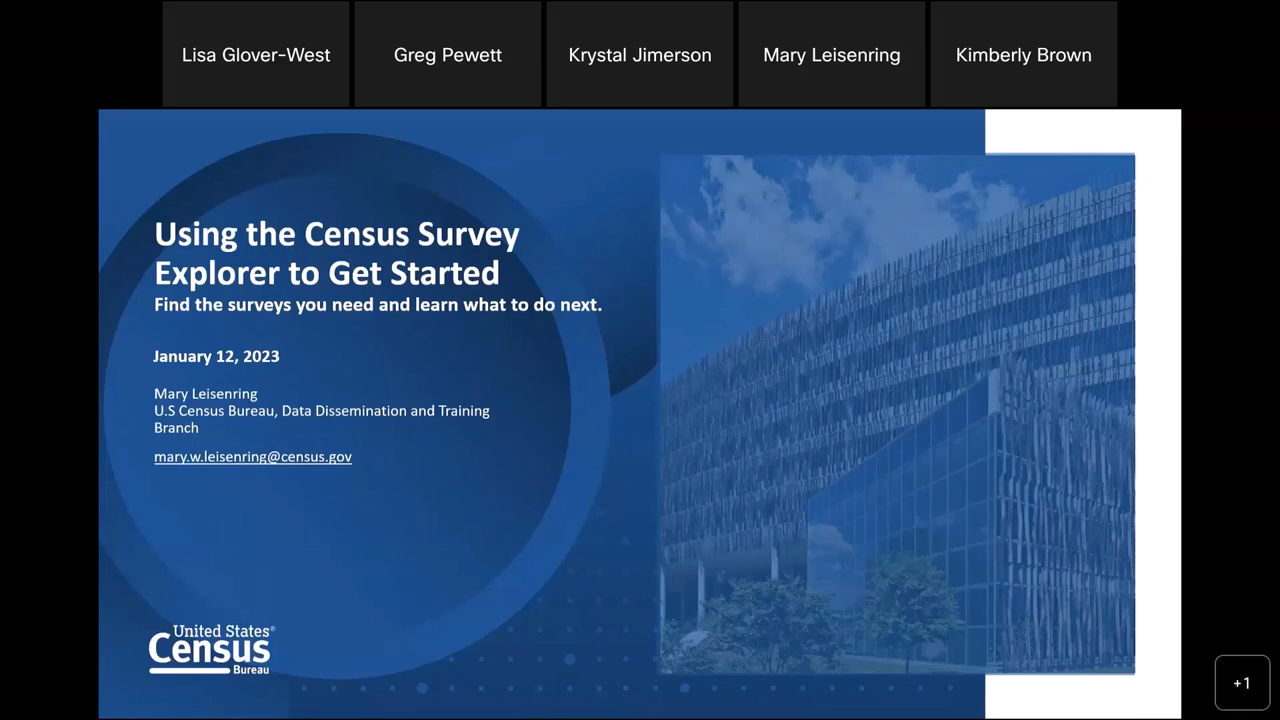 Lisa Glover-West
Greg Pewett
Krystal Jimerson
Mary Leisenring
Kimberly Brown
Using the Census Survey
Explorer to Get Started
Find the surveys you need and learn what to do next.
January 12, 2023
Mary Leisenring
U.S Census Bureau, Data Dissemination and Training
Branch
mary.w.leisenring@census.gov
United States®
Census
Bureau
+1